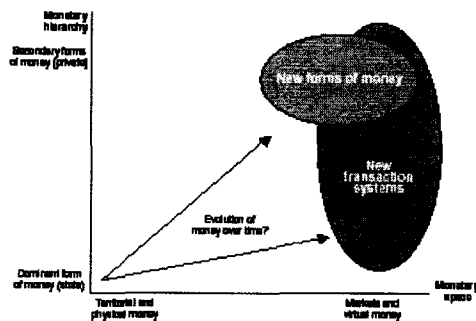 Monetary
hierarchy
Secondary forms
of money (private)
New forms of money
New
transaction
systems
Evolution of
money over time?
Dominant form
of money (state)
Territorial and
physical money
Markets and
virtual money
Monetary
space